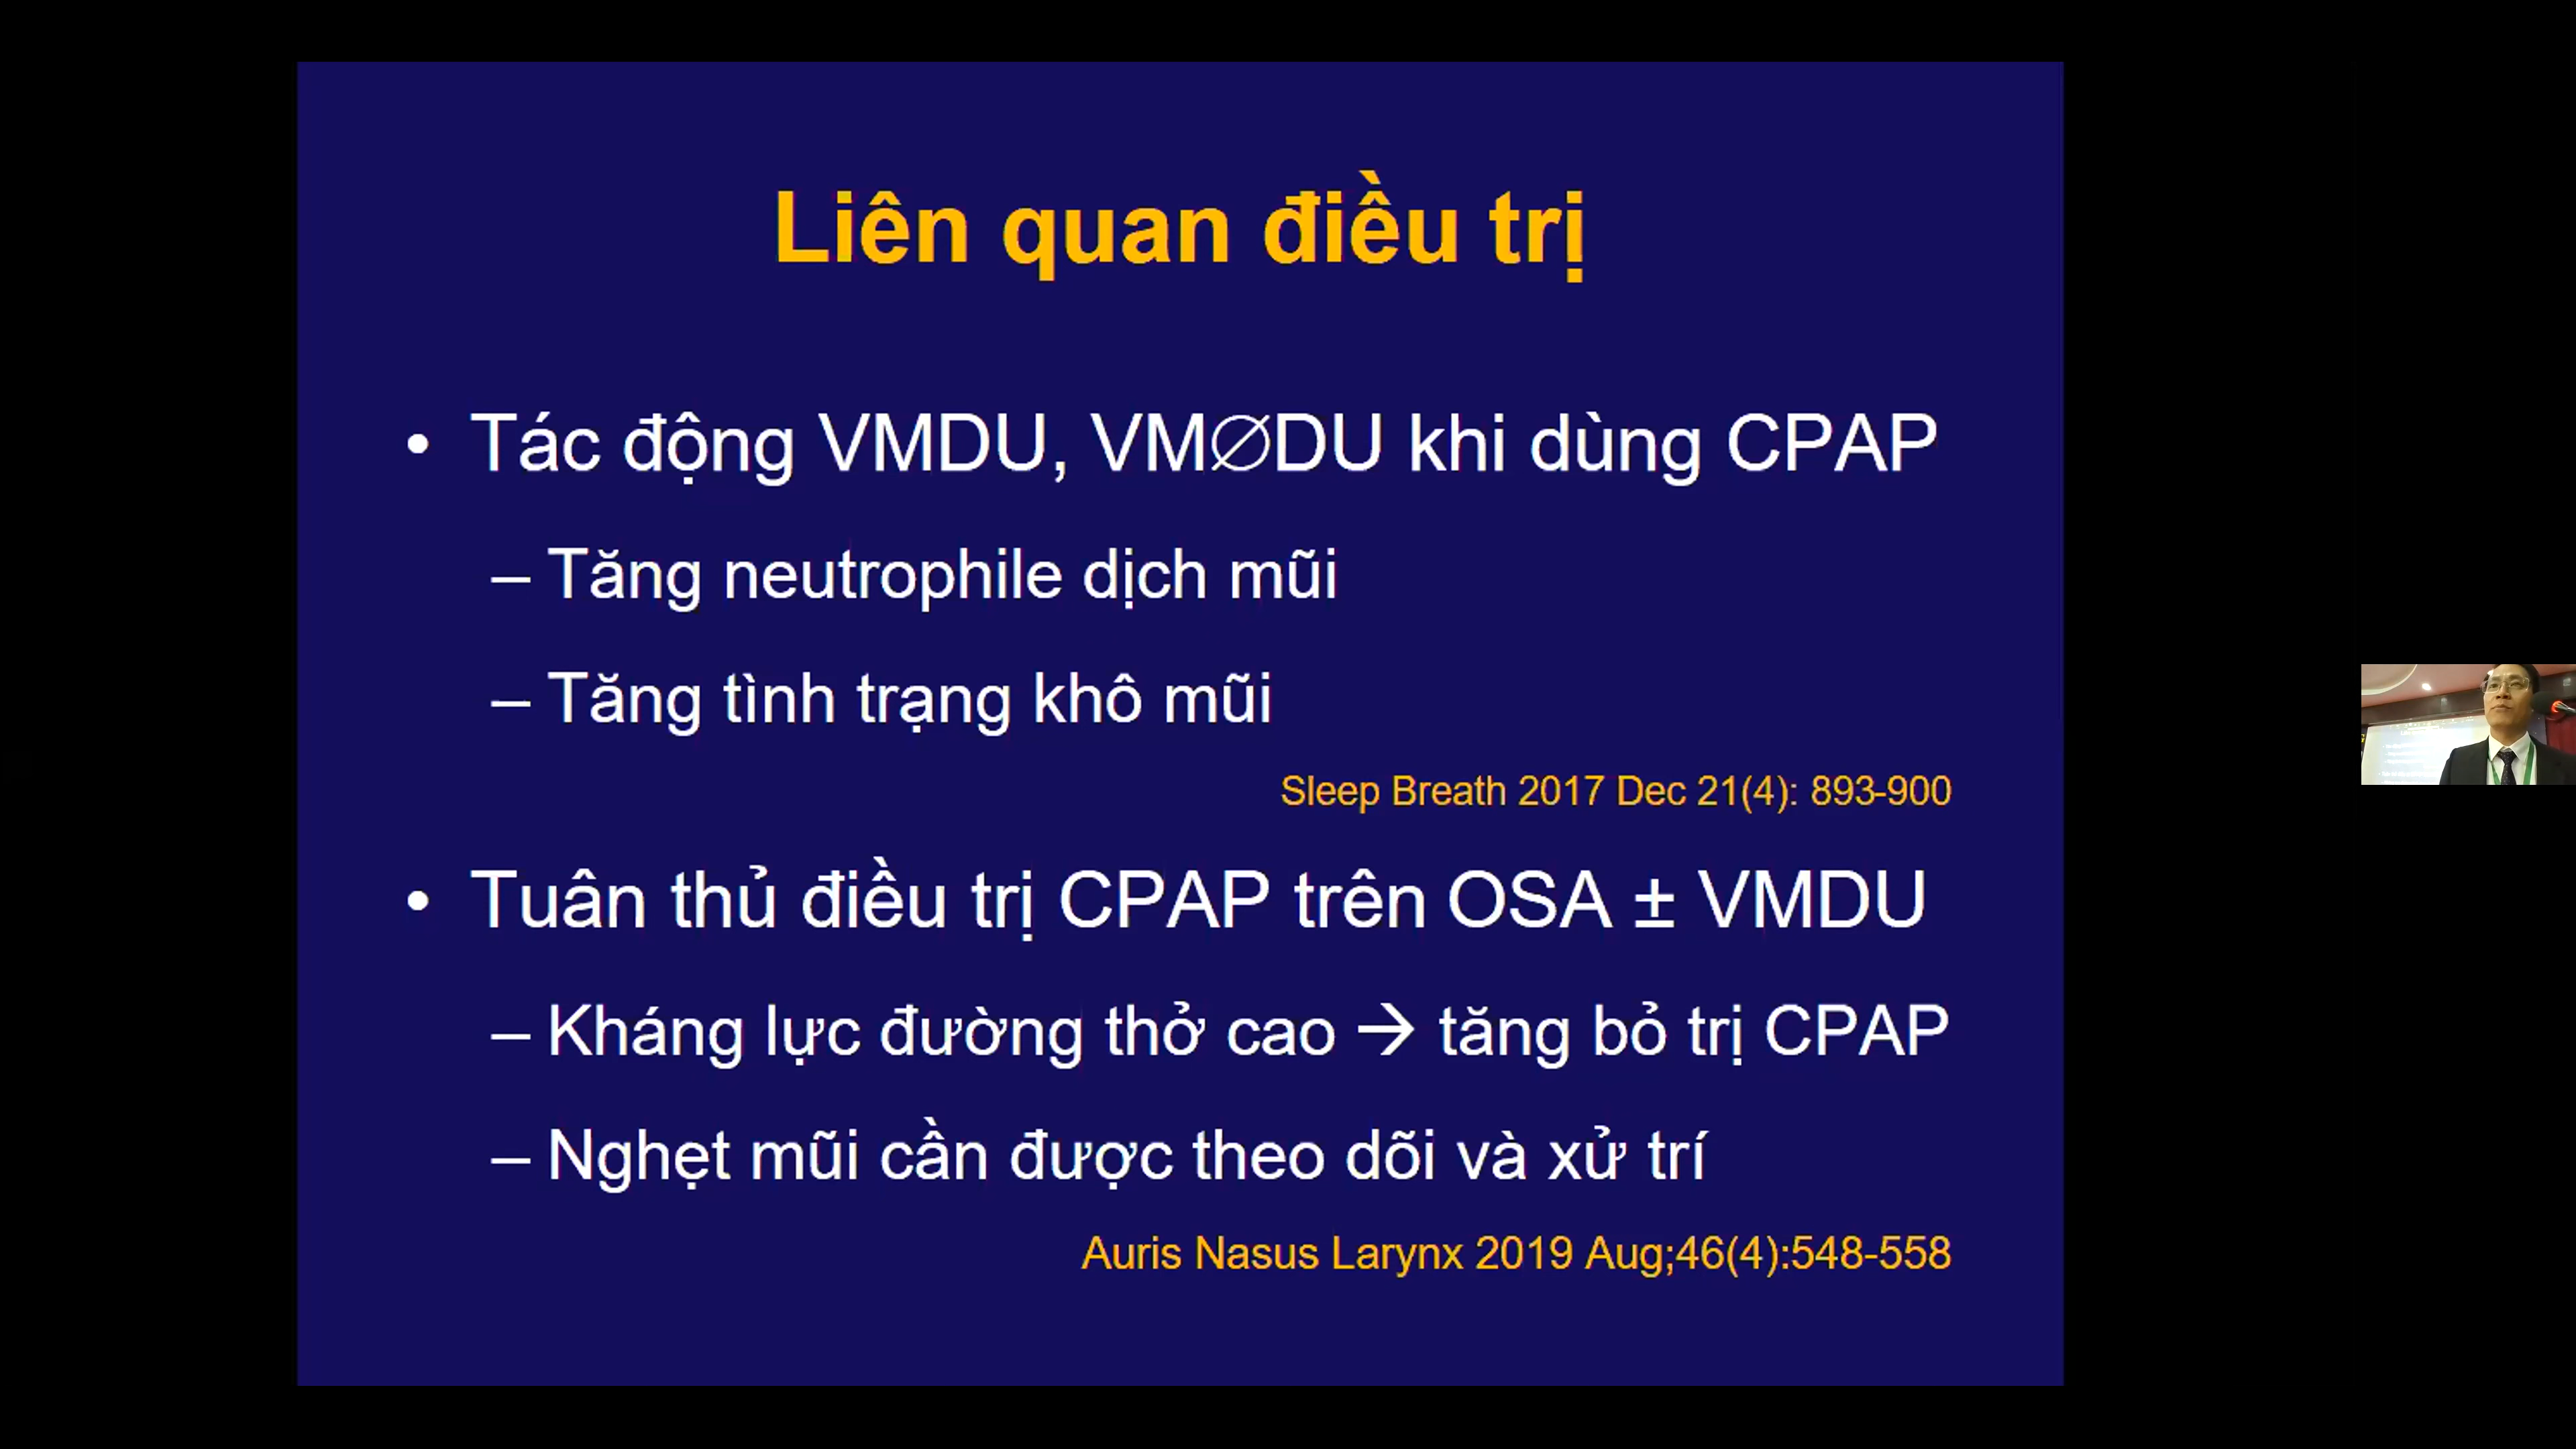 Liên quan điều trị
• Tác động VMDU, VM∅DU khi dùng CPAP
– Tăng neutrophile dịch mũi
– Tăng tình trạng khô mũi
Sleep Breath 2017 Dec 21(4): 893-900
• Tuân thủ điều trị CPAP trên OSA ± VMDU
– Kháng lực đường thở cao → tăng bỏ trị CPAP
– Nghẹt mũi cần được theo dõi và xử trí
Auris Nasus Larynx 2019 Aug;46(4):548-558